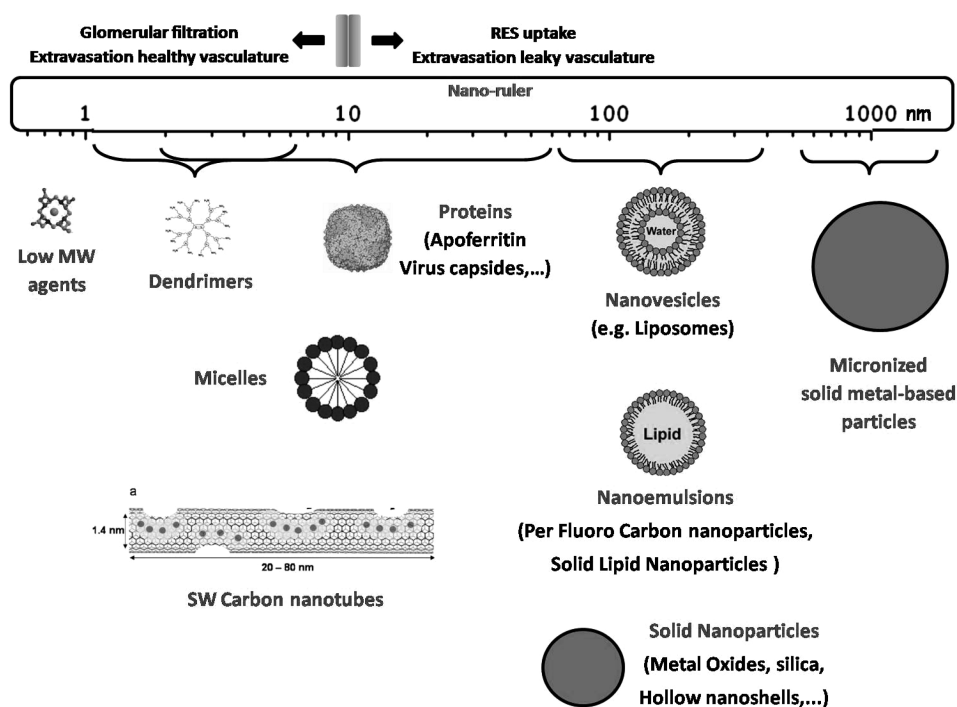 Glomerular filtration
Extravasation healthy vasculature
RES uptake
Extravasation leaky vasculature
Nano-ruler
1 10 100 1000 nm
Low MW
agents
Dendrimers
Proteins
(Apoferritin
Virus capsides,...)
Water
Nanovesicles
(e.g. Liposomes)
Micronized
solid metal-based
particles
Micelles
Lipid
Nanoemulsions
(Per Fluoro Carbon nanoparticles,
Solid Lipid Nanoparticles )
a
1.4 nm
20 – 80 nm
SW Carbon nanotubes
Solid Nanoparticles
(Metal Oxides, silica,
Hollow nanoshells,...)